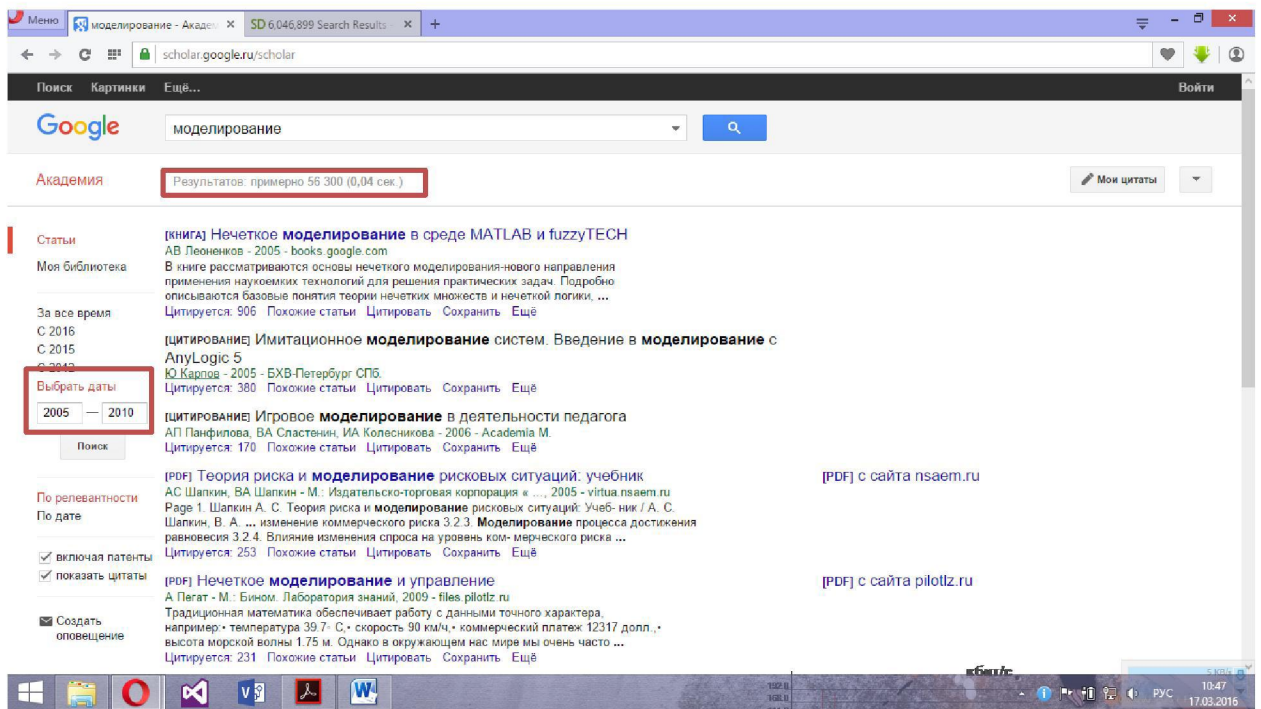 Меню
моделирование - Акаде
SD 6,046,899 Search Results -
scholar.google.ru/scholar
Поиск Картинки Ещё...
Войти
Google
моделирование
Академия
Результатов: примерно 56 300 (0,04 сек.)
Мои цитаты
Статьи
Моя библиотека
За все время
С 2016
С 2015
С 2012
Выбрать даты
2005 — 2010
Поиск
По релевантности
По дате
включая патенты
показать цитаты
Создать
оповещение
[КНИГА] Нечеткое моделирование в среде MATLAB и fuzzyTECH
АВ Леоненков - 2005 - books.google.com
В книге рассматриваются основы нечеткого моделирования-нового направления
применения наукоемких технологий для решения практических задач. Подробно
описываются базовые понятия теории нечетких множеств и нечеткой логики, ...
Цитируется: 906 Похожие статьи Цитировать Сохранить Ещё
[ЦИТИРОВАНИЕ] Имитационное моделирование систем. Введение в моделирование с
AnyLogic 5
Ю Карпов - 2005 - БХВ-Петербург СПб.
Цитируется: 380 Похожие статьи Цитировать Сохранить Ещё
[ЦИТИРОВАНИЕ] Игровое моделирование в деятельности педагога
АП Панфилова, ВА Сластенин, ИА Колесникова - 2006 - Academia М.
Цитируется: 170 Похожие статьи Цитировать Сохранить Ещё
[PDF] Теория риска и моделирование рисковых ситуаций: учебник
[PDF] с сайта nsaem.ru
АС Шапкин, ВА Шапкин - М.: Издательско-торговая корпорация « ..., 2005 - virtua.nsaem.ru
Page 1. Шапкин А. С. Теория риска и моделирование рисковых ситуаций: Учеб- ник / А. С.
Шапкин, В. А. ... изменение коммерческого риска 3.2.3. Моделирование процесса достижения
равновесия 3.2.4. Влияние изменения спроса на уровень ком- мерческого риска ...
Цитируется: 253 Похожие статьи Цитировать Сохранить Ещё
[PDF] Нечеткое моделирование и управление
[PDF] с сайта pilotlz.ru
А Пегат - М.: Бином. Лаборатория знаний, 2009 - files.pilotlz.ru
Традиционная математика обеспечивает работу с данными точного характера,
например:• температура 39.7◦ С,• скорость 90 км/ч,• коммерческий платеж 12317 долл.,•
высота морской волны 1.75 м. Однако в окружающем нас мире мы очень часто ...
Цитируется: 231 Похожие статьи Цитировать Сохранить Ещё
РУС
10:47
17.03.2016